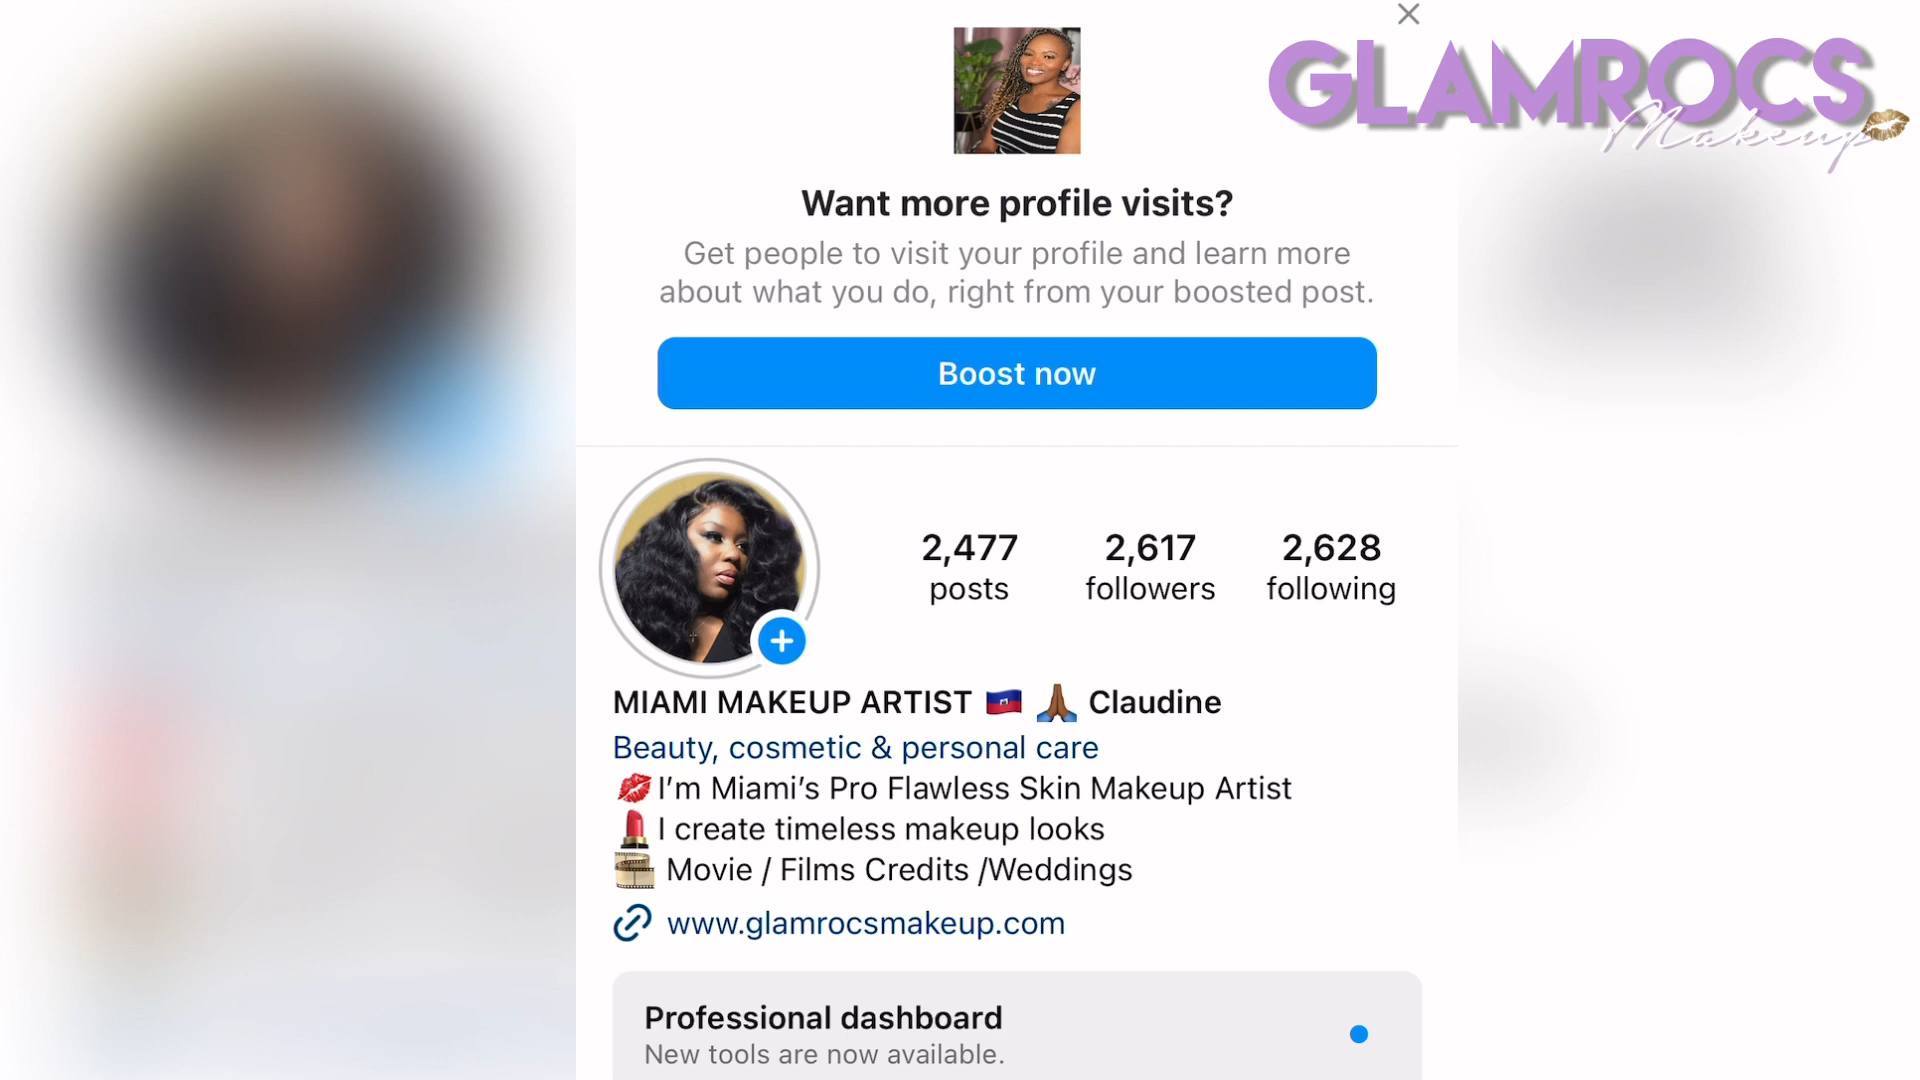 GLAMROCS
Makeup
Want more profile visits?
Get people to visit your profile and learn more
about what you do, right from your boosted post.
Boost now
2,477 2,617 2,628
posts followers following
MIAMI MAKEUP ARTIST 🇭🇹 🙏🏾 Claudine
Beauty, cosmetic & personal care
💋I’m Miami’s Pro Flawless Skin Makeup Artist
💄I create timeless makeup looks
🎞 Movie / Films Credits /Weddings
www.glamrocsmakeup.com
Professional dashboard
New tools are now available.